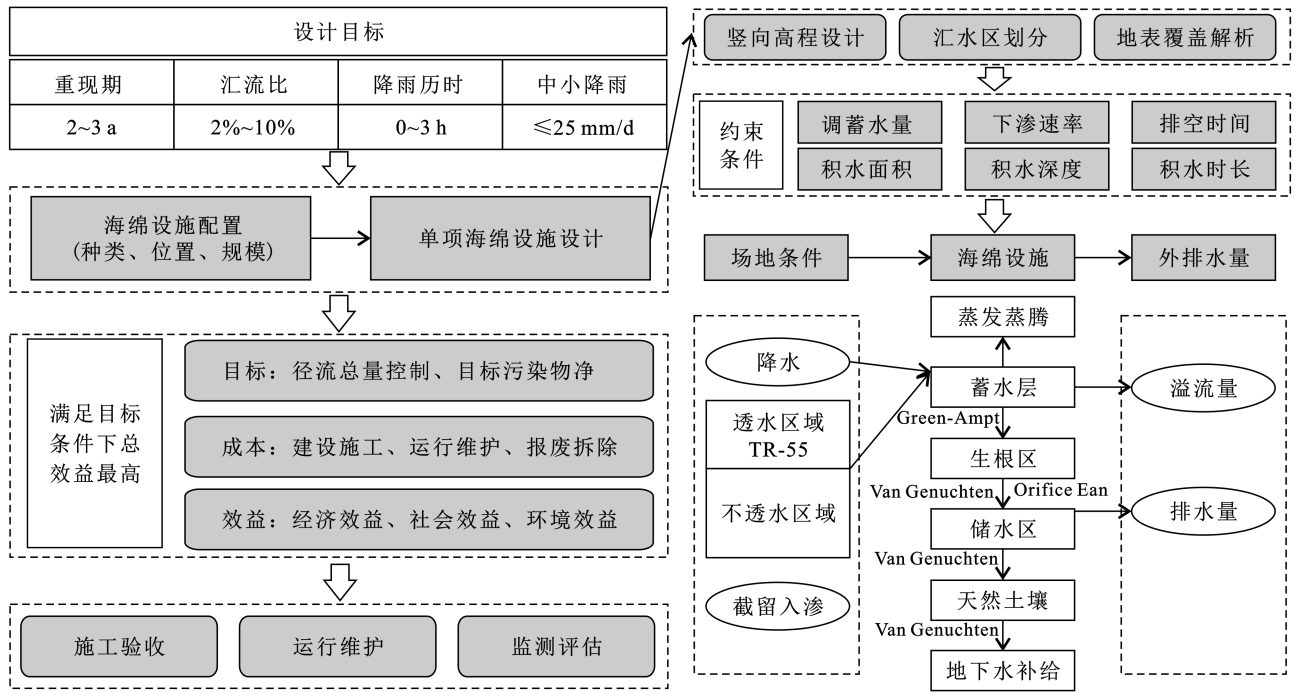 设计目标
重现期 汇流比 降雨历时 中小降雨
2~3 a 2%~10% 0~3 h ≤25 mm/d
海绵设施配置
(种类、位置、规模)
单项海绵设施设计
满足目标
条件下总
效益最高
目标：径流总量控制、目标污染物净
成本：建设施工、运行维护、报废拆除
效益：经济效益、社会效益、环境效益
施工验收 运行维护 监测评估
竖向高程设计 汇水区划分 地表覆盖解析
约束
条件
调蓄水量 下渗速率 排空时间
积水面积 积水深度 积水时长
场地条件 海绵设施 外排水量
降水
透水区域
TR-55
不透水区域
截留入渗
蒸发蒸腾
蓄水层
Green-Ampt
生根区
Van Genuchten Orifice Ean
储水区
Van Genuchten
天然土壤
Van Genuchten
地下水补给
溢流量
排水量